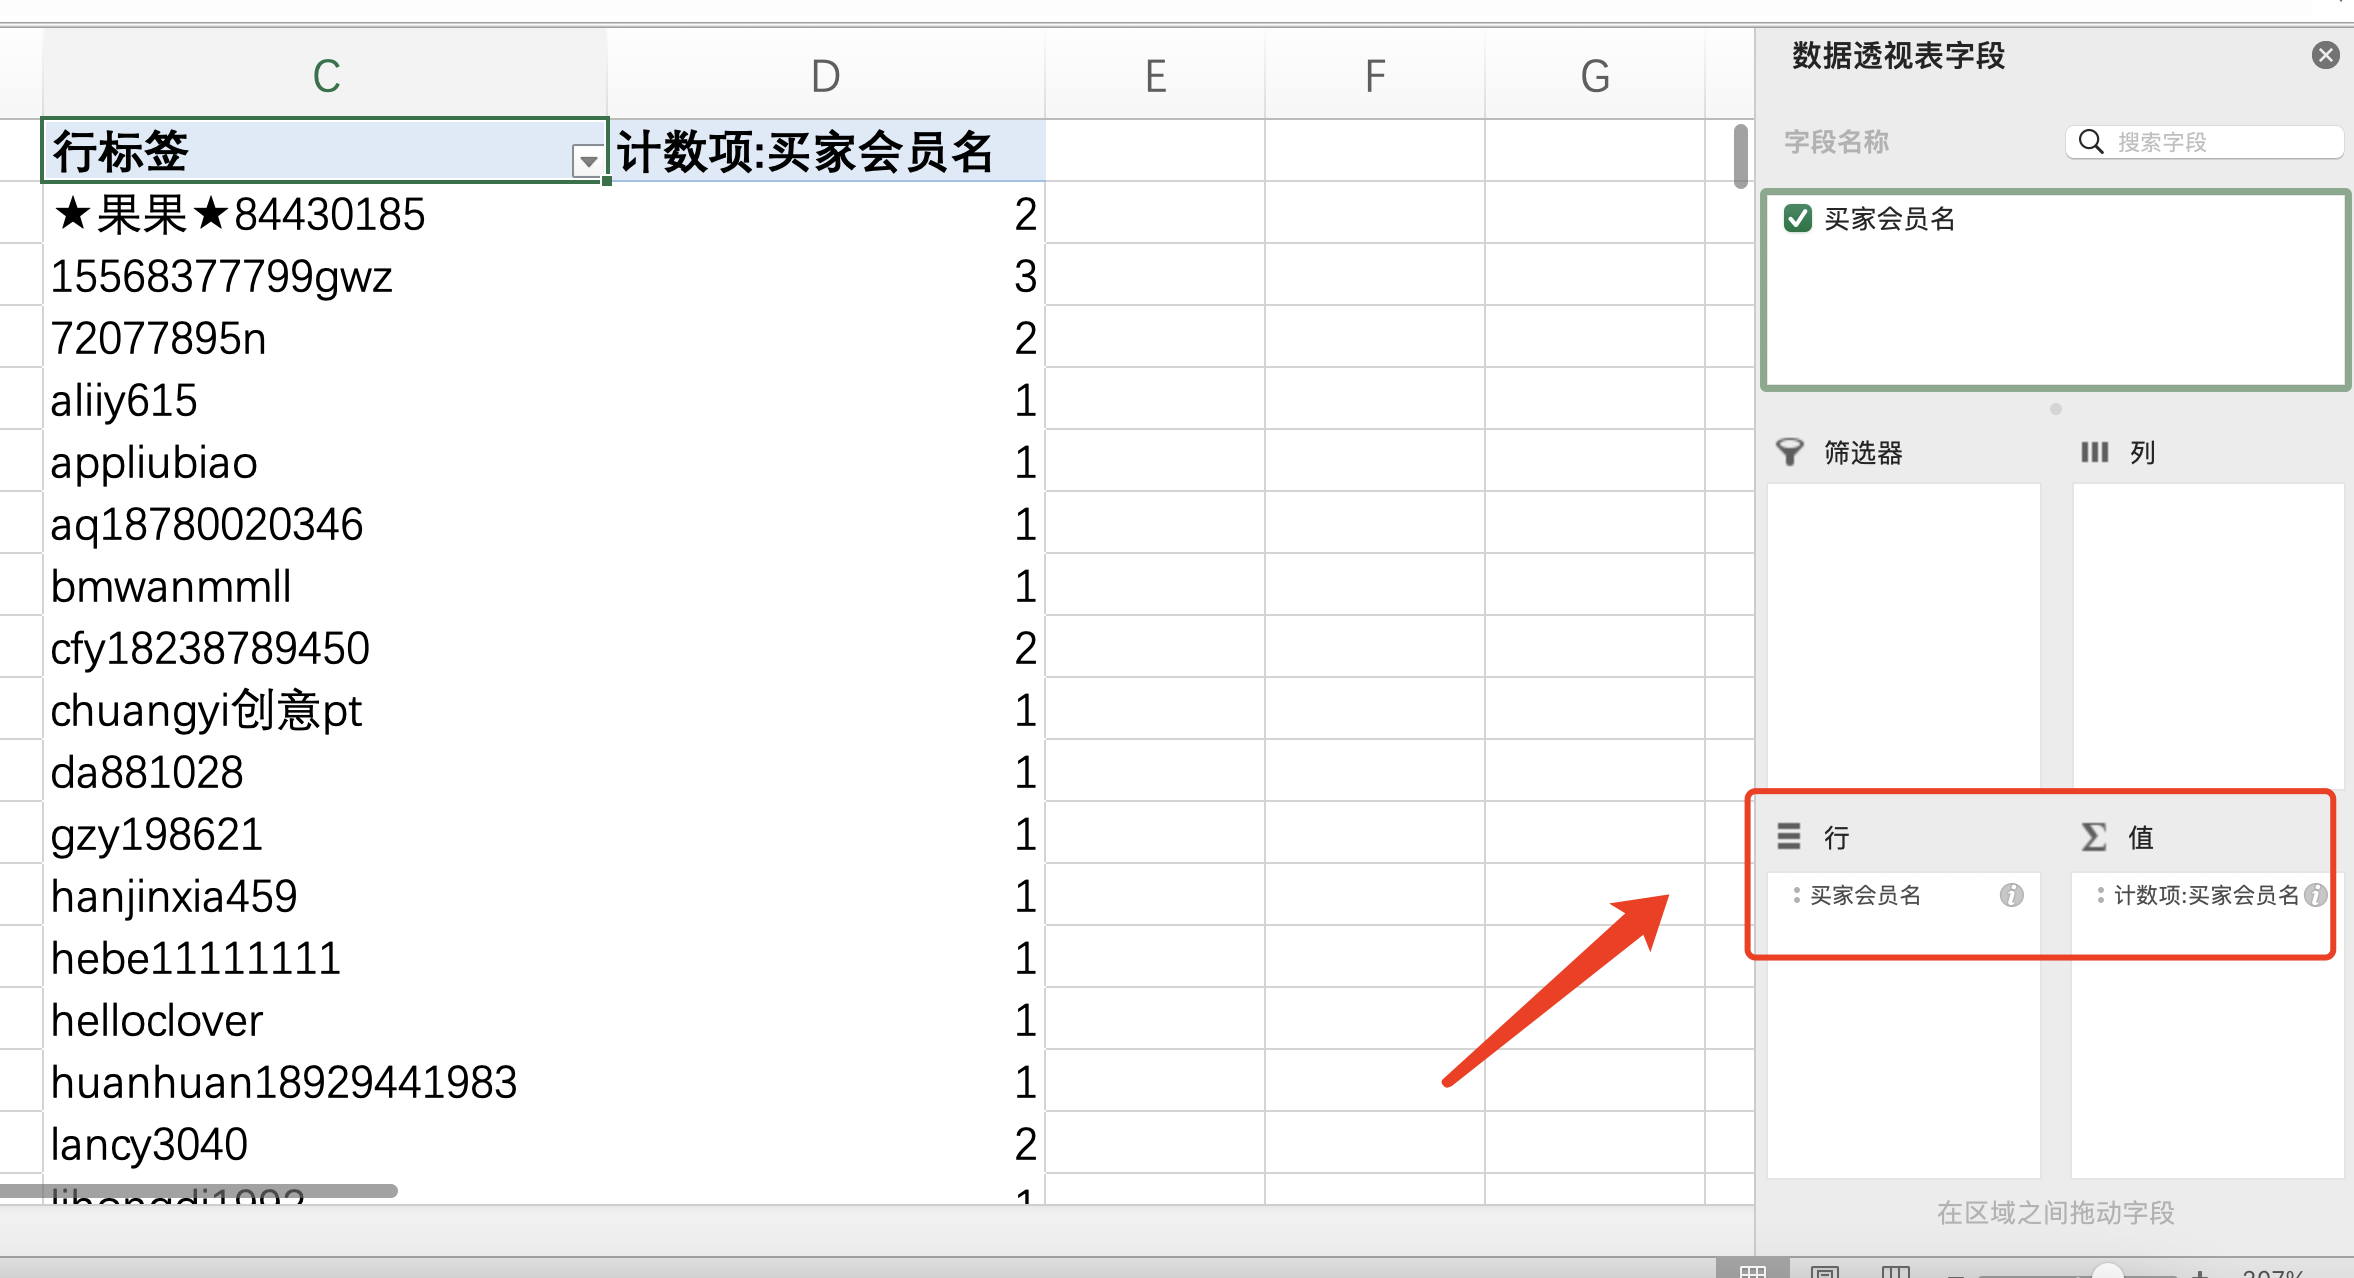 C D E F G
行标签 计数项:买家会员名
★果果★84430185 2
15568377799gwz 3
72077895n 2
aliiy615 1
appliubiao 1
aq18780020346 1
bmwanmmll 1
cfy18238789450 2
chuangyi创意pt 1
da881028 1
gzy198621 1
hanjinxia459 1
hebe11111111 1
helloclover 1
huanhuan18929441983 1
lancy3040 2
1
数据透视表字段
字段名称 搜索字段
买家会员名
筛选器 列
行 值
买家会员名 计数项:买家会员名
在区域之间拖动字段